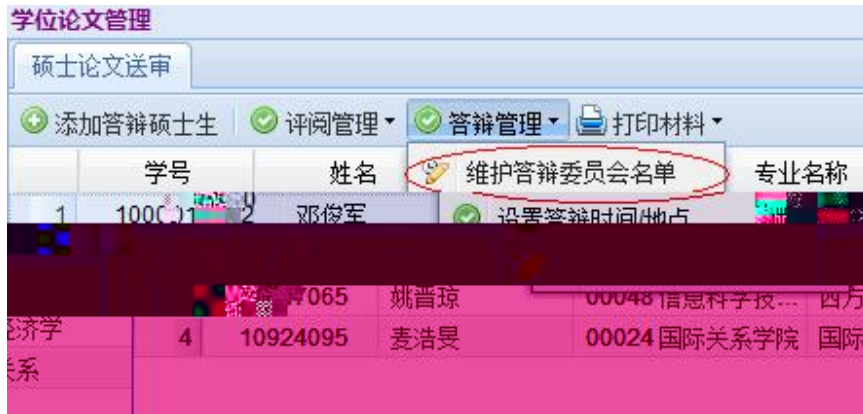 学位论文管理
硕士论文送审
添加答辩硕士生 评阅管理 答辩管理 打印材料
学号 姓名 维护答辩委员会名单 专业名称
1 邓俊军 设置答辩时间/地点
7065 姚晋琼 00048 信息科学技...
经济学 4 10924095 麦浩旻 00024 国际关系学院 国际
关系